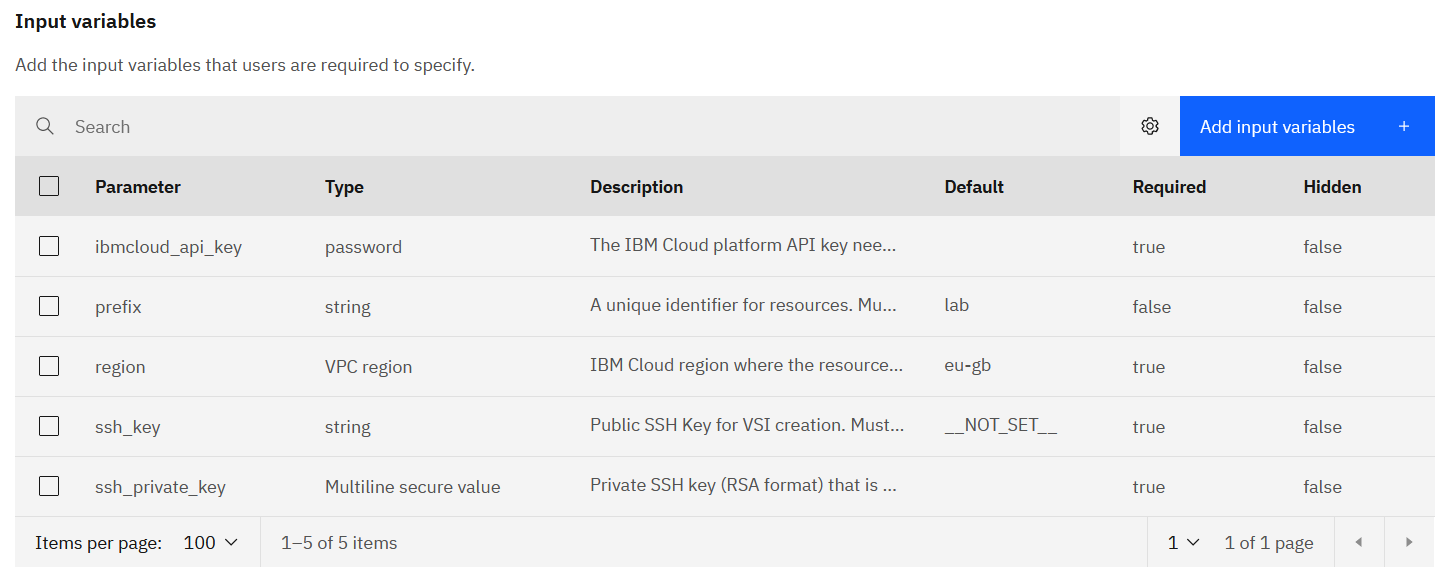 Input variables
Add the input variables that users are required to specify.
Search
Add input variables +
Parameter Type Description Default Required Hidden
ibmcloud_api_key password The IBM Cloud platform API key nee... true false
prefix string A unique identifier for resources. Mu... lab false false
region VPC region IBM Cloud region where the resource... eu-gb true false
ssh_key string Public SSH Key for VSI creation. Must... __NOT_SET__ true false
ssh_private_key Multiline secure value Private SSH key (RSA format) that is ... true false
Items per page: 100 1–5 of 5 items 1 1 of 1 page